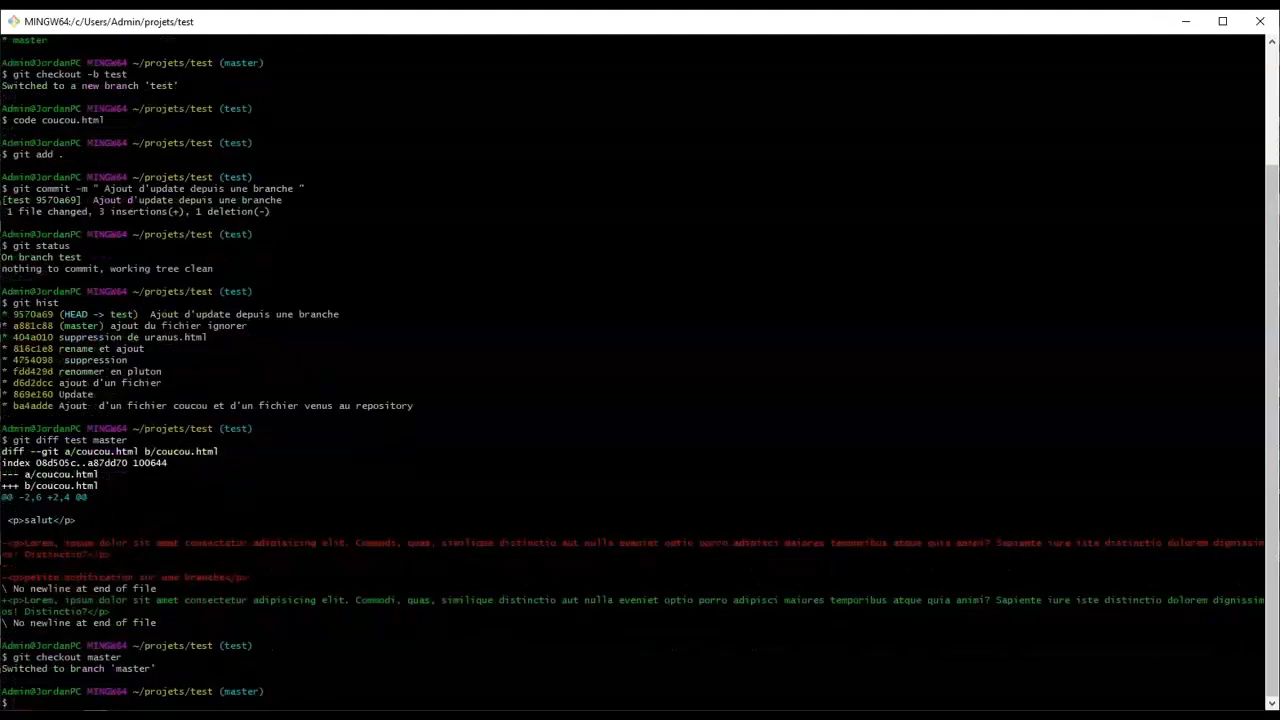 MINGW64:/c/Users/Admin/projets/test
* master
Admin@JordanPC MINGW64 ~/projets/test (master)
$ git checkout -b test
Switched to a new branch 'test'
Admin@JordanPC MINGW64 ~/projets/test (test)
$ code coucou.html
Admin@JordanPC MINGW64 ~/projets/test (test)
$ git add .
Admin@JordanPC MINGW64 ~/projets/test (test)
$ git commit -m " Ajout d'update depuis une branche "
[test 9570a69]  Ajout d'update depuis une branche
 1 file changed, 3 insertions(+), 1 deletion(-)
Admin@JordanPC MINGW64 ~/projets/test (test)
$ git status
On branch test
nothing to commit, working tree clean
Admin@JordanPC MINGW64 ~/projets/test (test)
$ git hist
* 9570a69 (HEAD -> test)  Ajout d'update depuis une branche
* a881c88 (master) ajout du fichier ignorer
* 404a010 suppression de uranus.html
* 816c1e8 rename et ajout
* 4754098  suppression
* fdd429d renommer en pluton
* d6d2dcc ajout d'un fichier
* 869e160 Update
* ba4adde Ajout  d'un fichier coucou et d'un fichier venus au repository
Admin@JordanPC MINGW64 ~/projets/test (test)
$ git diff test master
diff --git a/coucou.html b/coucou.html
index 08d505c..a87dd70 100644
--- a/coucou.html
+++ b/coucou.html
@@ -2,6 +2,4 @@
 <p>salut</p>
-<p>Lorem, ipsum dolor sit amet consectetur adipisicing elit. Commodi, quas, similique distinctio aut nulla eveniet optio porro adipisci maiores temporibus atque quia animi? Sapiente iure iste distinctio dolorem dignissim
os! Distinctio?</p>
-
-<p>petite modification sur une branche</p>
\ No newline at end of file
+<p>Lorem, ipsum dolor sit amet consectetur adipisicing elit. Commodi, quas, similique distinctio aut nulla eveniet optio porro adipisci maiores temporibus atque quia animi? Sapiente iure iste distinctio dolorem dignissim
os! Distinctio?</p>
\ No newline at end of file
Admin@JordanPC MINGW64 ~/projets/test (test)
$ git checkout master
Switched to branch 'master'
Admin@JordanPC MINGW64 ~/projets/test (master)
$